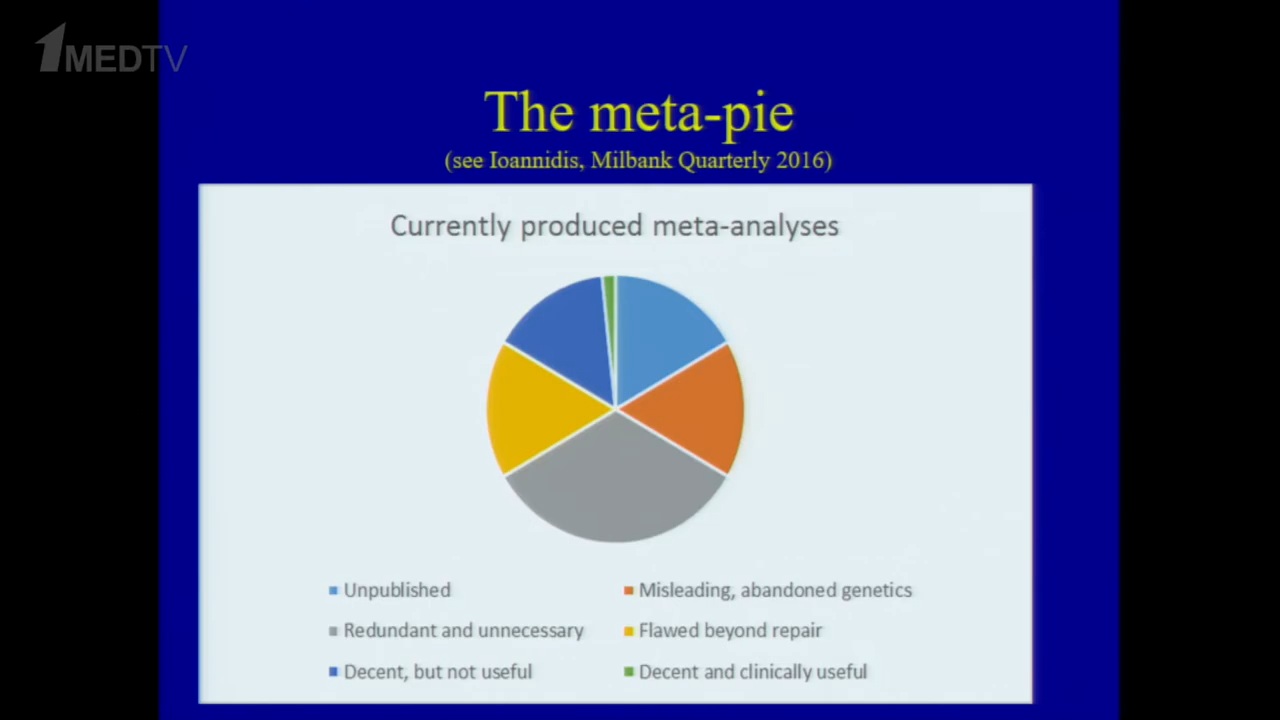 1MEDTV
The meta-pie
(see Ioannidis, Milbank Quarterly 2016)
Currently produced meta-analyses
Unpublished
Misleading, abandoned genetics
Redundant and unnecessary
Flawed beyond repair
Decent, but not useful
Decent and clinically useful